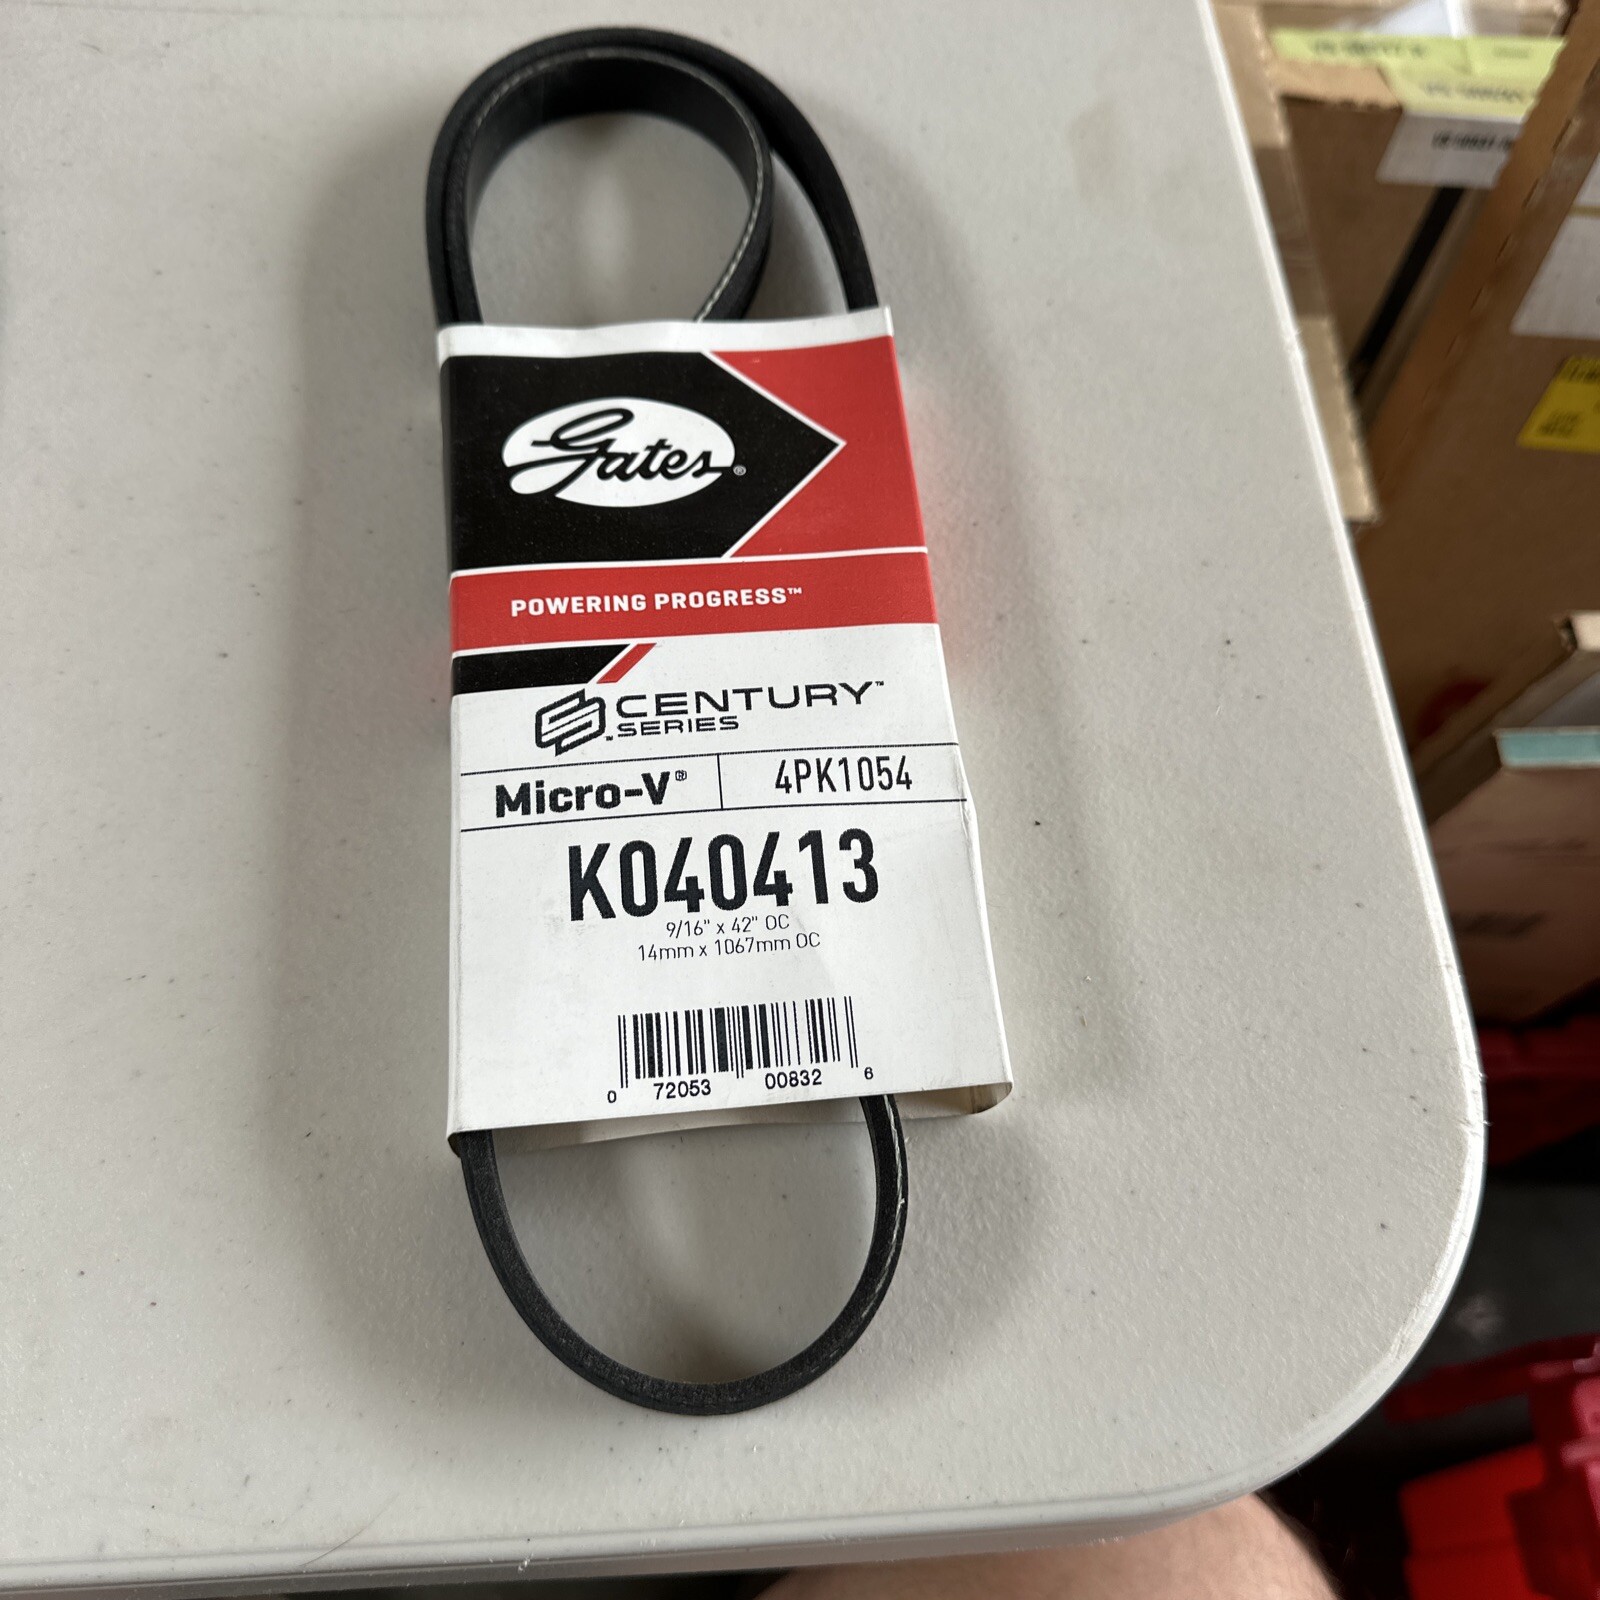 Gates®
POWERING PROGRESS™
CENTURY™
SERIES
Micro-V® 4PK1054
K040413
9/16" x 42" OC
14mm x 1067mm OC
0 72053 00832 6